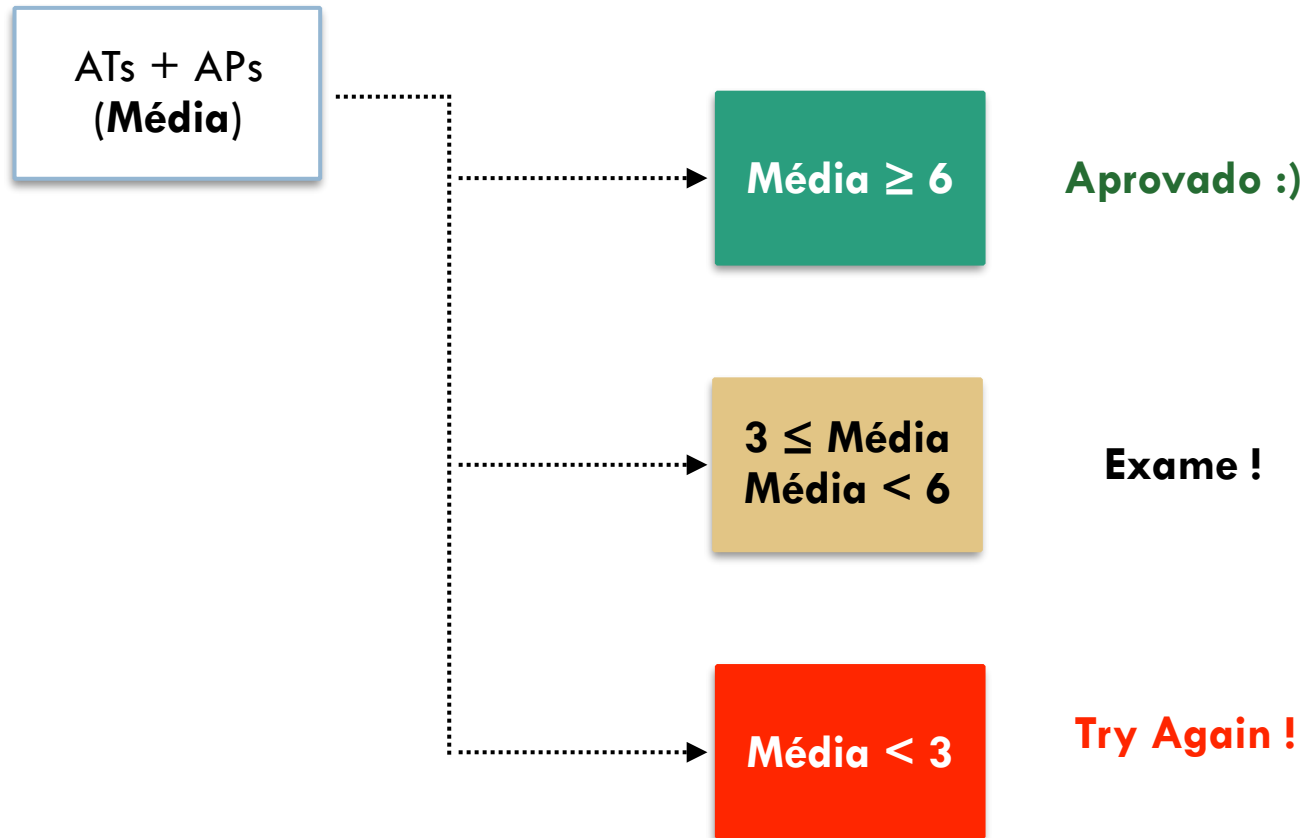 ATs + APs
(Média)
Média ≥ 6
Aprovado :)
3 ≤ Média
Média < 6
Exame !
Média < 3
Try Again !